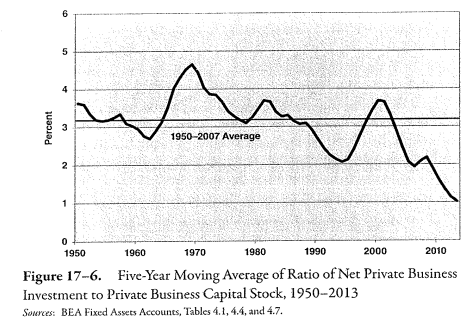 6
5
4
3
2
1
0
Percent
1950–2007 Average
1950 1960 1970 1980 1990 2000 2010
Figure 17–6. Five-Year Moving Average of Ratio of Net Private Business
Investment to Private Business Capital Stock, 1950–2013
Sources: BEA Fixed Assets Accounts, Tables 4.1, 4.4, and 4.7.